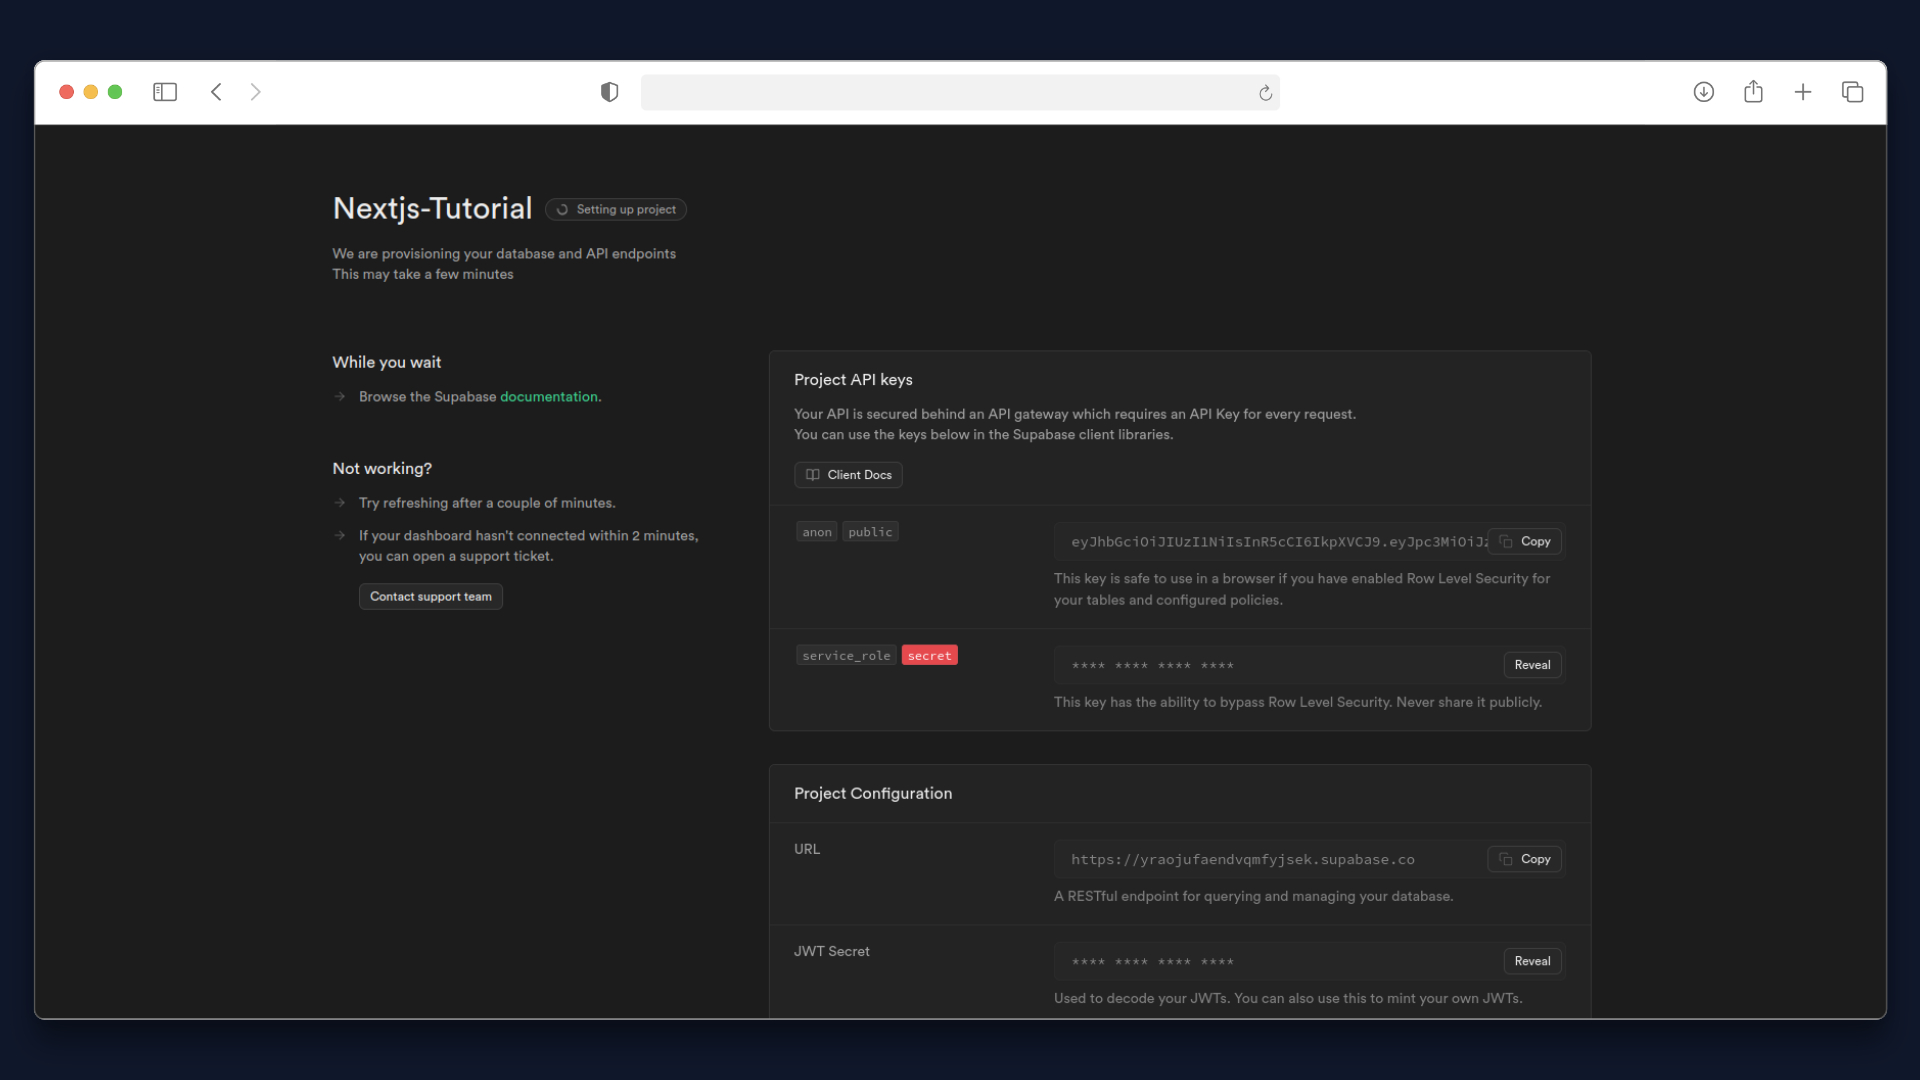 Nextjs-Tutorial
Setting up project
We are provisioning your database and API endpoints
This may take a few minutes
While you wait
Browse the Supabase documentation.
Not working?
Try refreshing after a couple of minutes.
If your dashboard hasn't connected within 2 minutes,
you can open a support ticket.
Contact support team
Project API keys
Your API is secured behind an API gateway which requires an API Key for every request.
You can use the keys below in the Supabase client libraries.
Client Docs
anon public
eyJhbGciOiJIUzI1NiIsInR5cCI6IkpXVCJ9.eyJpc3MiOiJz
Copy
This key is safe to use in a browser if you have enabled Row Level Security for
your tables and configured policies.
service_role secret
**** **** **** ****
Reveal
This key has the ability to bypass Row Level Security. Never share it publicly.
Project Configuration
URL
https://yraojufaendvqmfyjsek.supabase.co
Copy
A RESTful endpoint for querying and managing your database.
JWT Secret
**** **** **** ****
Reveal
Used to decode your JWTs. You can also use this to mint your own JWTs.